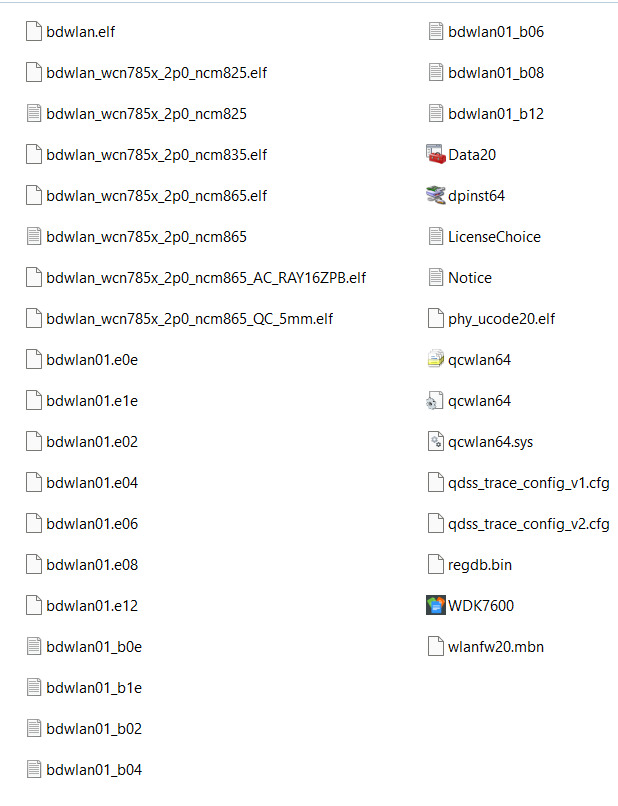 bdwlan.elf
bdwlan_wcn785x_2p0_ncm825.elf
bdwlan_wcn785x_2p0_ncm825
bdwlan_wcn785x_2p0_ncm835.elf
bdwlan_wcn785x_2p0_ncm865.elf
bdwlan_wcn785x_2p0_ncm865
bdwlan_wcn785x_2p0_ncm865_AC_RAY16ZPB.elf
bdwlan_wcn785x_2p0_ncm865_QC_5mm.elf
bdwlan01.e0e
bdwlan01.e1e
bdwlan01.e02
bdwlan01.e04
bdwlan01.e06
bdwlan01.e08
bdwlan01.e12
bdwlan01_b0e
bdwlan01_b1e
bdwlan01_b02
bdwlan01_b04
bdwlan01_b06
bdwlan01_b08
bdwlan01_b12
Data20
dpinst64
LicenseChoice
Notice
phy_ucode20.elf
qcwlan64
qcwlan64
qcwlan64.sys
qdss_trace_config_v1.cfg
qdss_trace_config_v2.cfg
regdb.bin
WDK7600
wlanfw20.mbn